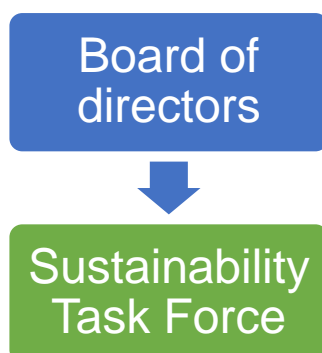 Board of
directors
Sustainability
Task Force